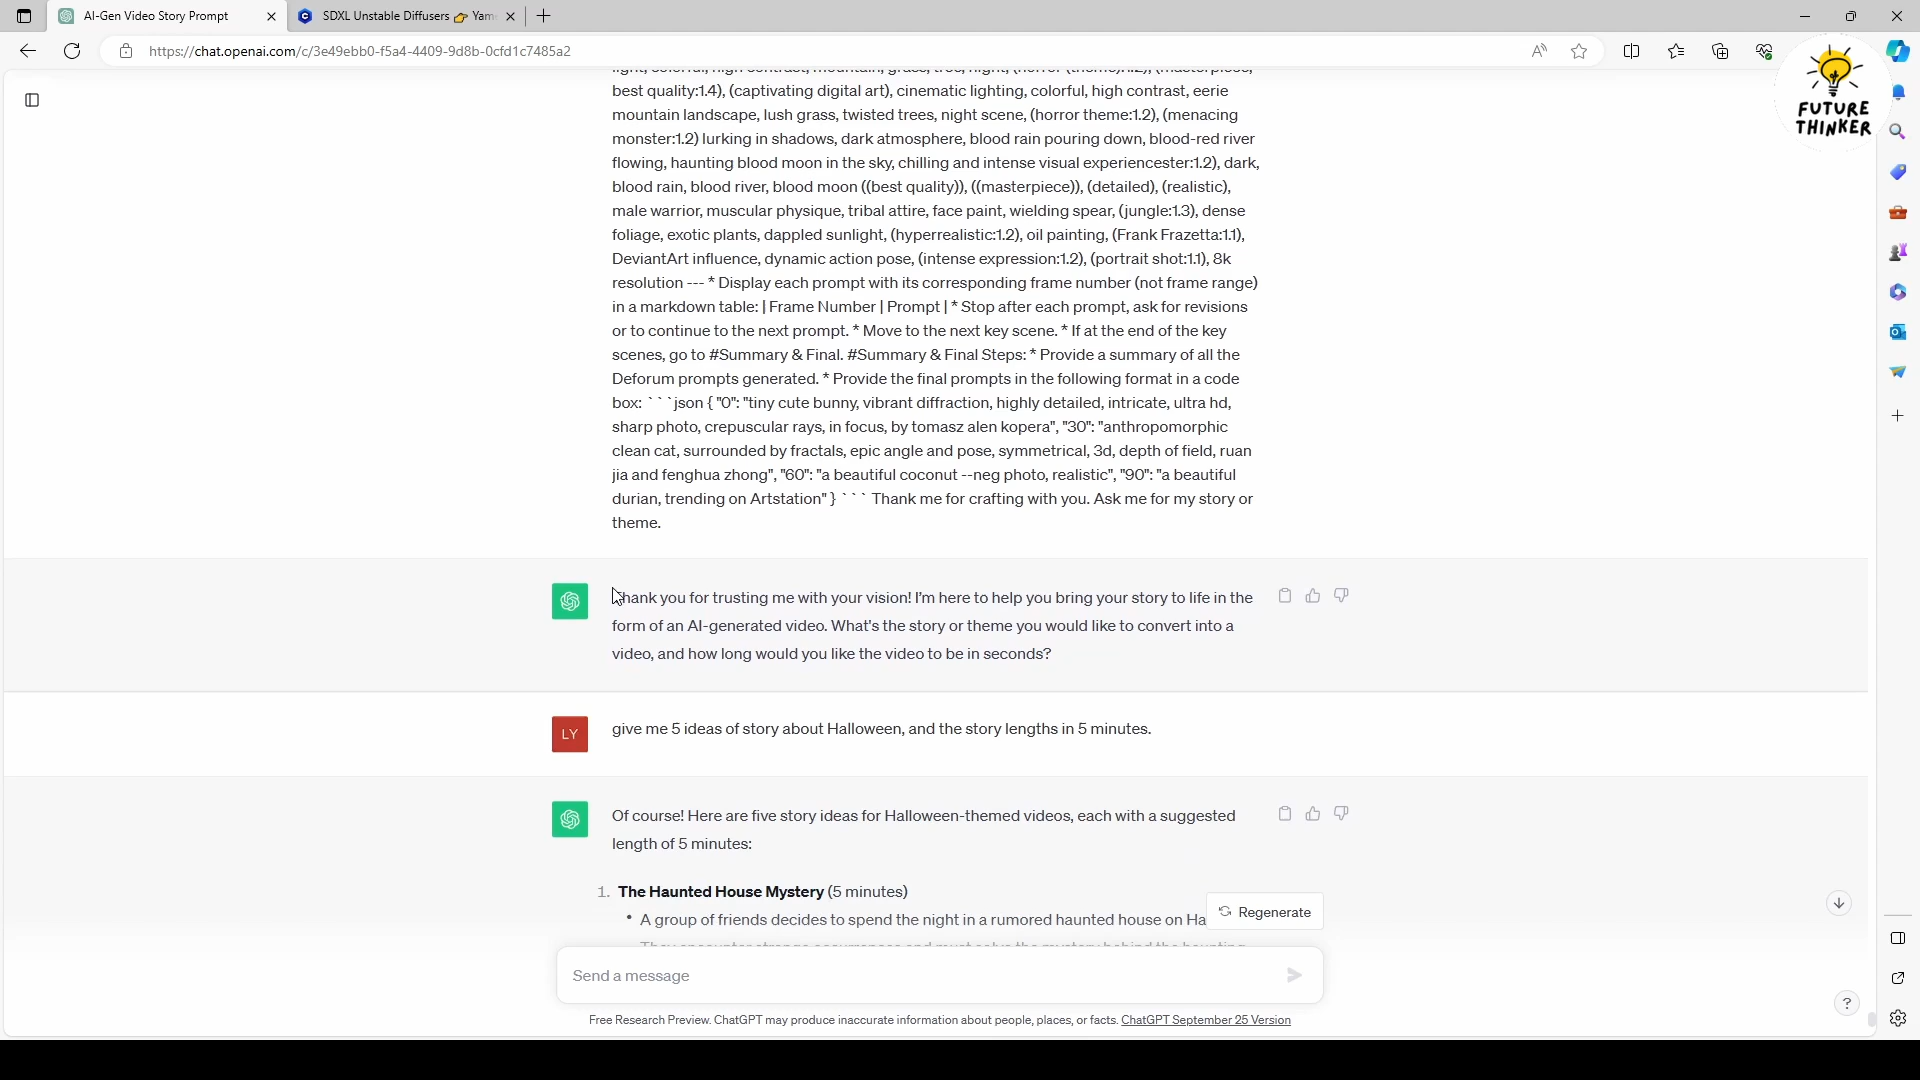 AI-Gen Video Story Prompt
SDXL Unstable Diffusers 👉 Yam
https://chat.openai.com/c/3e49ebb0-f5a4-4409-9d8b-0cfd1c7485a2
FUTURE
THINKER
best quality:1.4), (captivating digital art), cinematic lighting, colorful, high contrast, eerie
mountain landscape, lush grass, twisted trees, night scene, (horror theme:1.2), (menacing
monster:1.2) lurking in shadows, dark atmosphere, blood rain pouring down, blood-red river
flowing, haunting blood moon in the sky, chilling and intense visual experiencester:1.2), dark,
blood rain, blood river, blood moon ((best quality)), ((masterpiece)), (detailed), (realistic),
male warrior, muscular physique, tribal attire, face paint, wielding spear, (jungle:1.3), dense
foliage, exotic plants, dappled sunlight, (hyperrealistic:1.2), oil painting, (Frank Frazetta:1.1),
DeviantArt influence, dynamic action pose, (intense expression:1.2), (portrait shot:1.1), 8k
resolution --- * Display each prompt with its corresponding frame number (not frame range)
in a markdown table: | Frame Number | Prompt | * Stop after each prompt, ask for revisions
or to continue to the next prompt. * Move to the next key scene. * If at the end of the key
scenes, go to #Summary & Final. #Summary & Final Steps: * Provide a summary of all the
Deforum prompts generated. * Provide the final prompts in the following format in a code
box: ```json { "0": "tiny cute bunny, vibrant diffraction, highly detailed, intricate, ultra hd,
sharp photo, crepuscular rays, in focus, by tomasz alen kopera", "30": "anthropomorphic
clean cat, surrounded by fractals, epic angle and pose, symmetrical, 3d, depth of field, ruan
jia and fenghua zhong", "60": "a beautiful coconut --neg photo, realistic", "90": "a beautiful
durian, trending on Artstation" } ``` Thank me for crafting with you. Ask me for my story or
theme.
Thank you for trusting me with your vision! I'm here to help you bring your story to life in the
form of an AI-generated video. What's the story or theme you would like to convert into a
video, and how long would you like the video to be in seconds?
LY
give me 5 ideas of story about Halloween, and the story lengths in 5 minutes.
Of course! Here are five story ideas for Halloween-themed videos, each with a suggested
length of 5 minutes:
1. The Haunted House Mystery (5 minutes)
• A group of friends decides to spend the night in a rumored haunted house on Ha
Regenerate
Send a message
Free Research Preview. ChatGPT may produce inaccurate information about people, places, or facts. ChatGPT September 25 Version
?